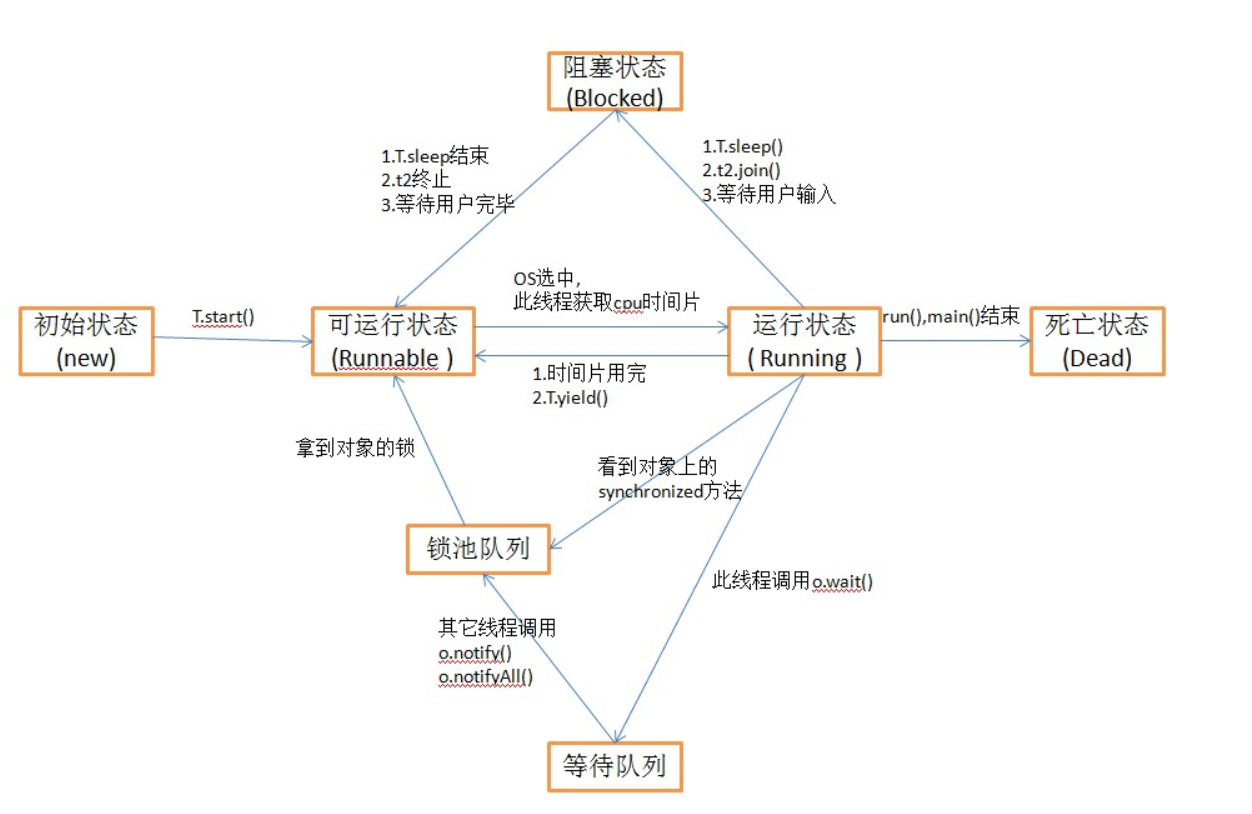 阻塞状态
(Blocked)
1.T.sleep结束
2.t2终止
3.等待用户完毕
1.T.sleep()
2.t2.join()
3.等待用户输入
OS选中,
此线程获取cpu时间片
初始状态
(new)
T.start()
可运行状态
(Runnable )
运行状态
( Running )
run(),main()结束
死亡状态
(Dead)
1.时间片用完
2.T.yield()
拿到对象的锁
看到对象上的
synchronized方法
锁池队列
此线程调用o.wait()
其它线程调用
o.notify()
o.notifyAll()
等待队列